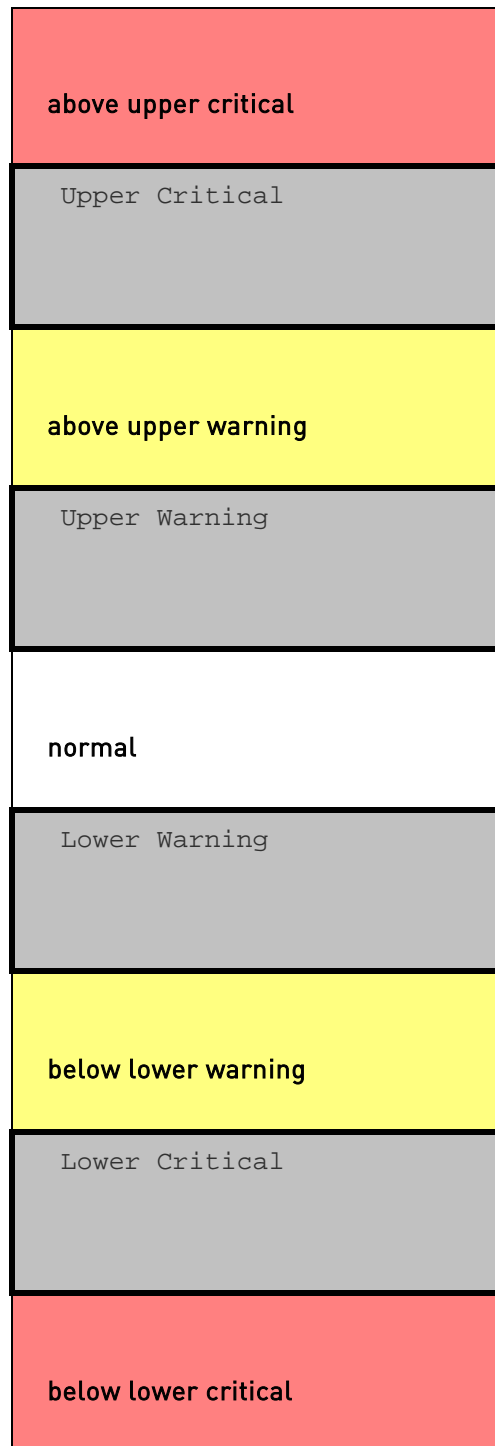 above upper critical
Upper Critical
above upper warning
Upper Warning
normal
Lower Warning
below lower warning
Lower Critical
below lower critical